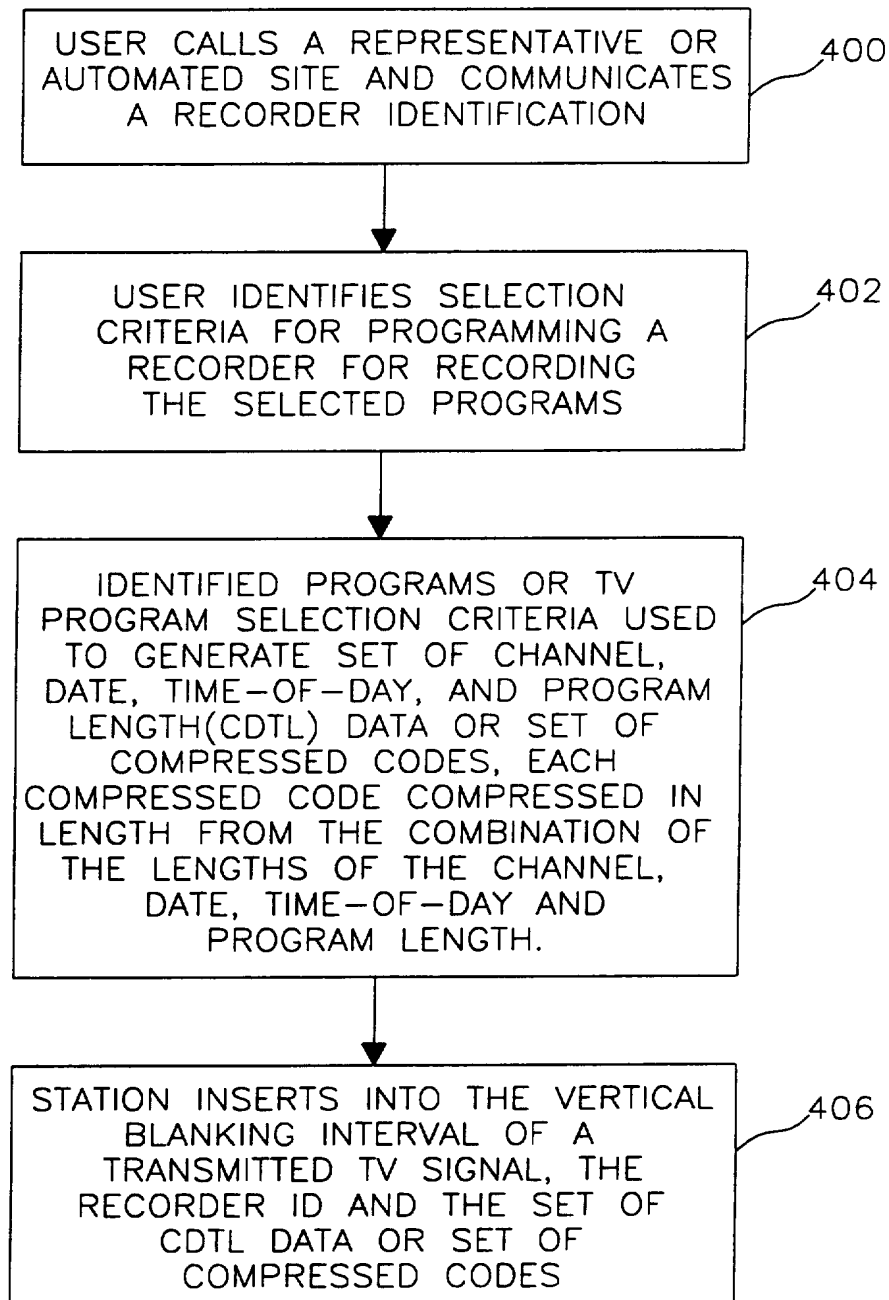 USER CALLS A REPRESENTATIVE OR
AUTOMATED SITE AND COMMUNICATES
A RECORDER IDENTIFICATION
400
USER IDENTIFIES SELECTION
CRITERIA FOR PROGRAMMING A
RECORDER FOR RECORDING
THE SELECTED PROGRAMS
402
IDENTIFIED PROGRAMS OR TV
PROGRAM SELECTION CRITERIA USED
TO GENERATE SET OF CHANNEL,
DATE, TIME-OF-DAY, AND PROGRAM
LENGTH(CDTL) DATA OR SET OF
COMPRESSED CODES, EACH
COMPRESSED CODE COMPRESSED IN
LENGTH FROM THE COMBINATION OF
THE LENGTHS OF THE CHANNEL,
DATE, TIME-OF-DAY AND
PROGRAM LENGTH.
404
STATION INSERTS INTO THE VERTICAL
BLANKING INTERVAL OF A
TRANSMITTED TV SIGNAL, THE
RECORDER ID AND THE SET OF
CDTL DATA OR SET OF
COMPRESSED CODES
406